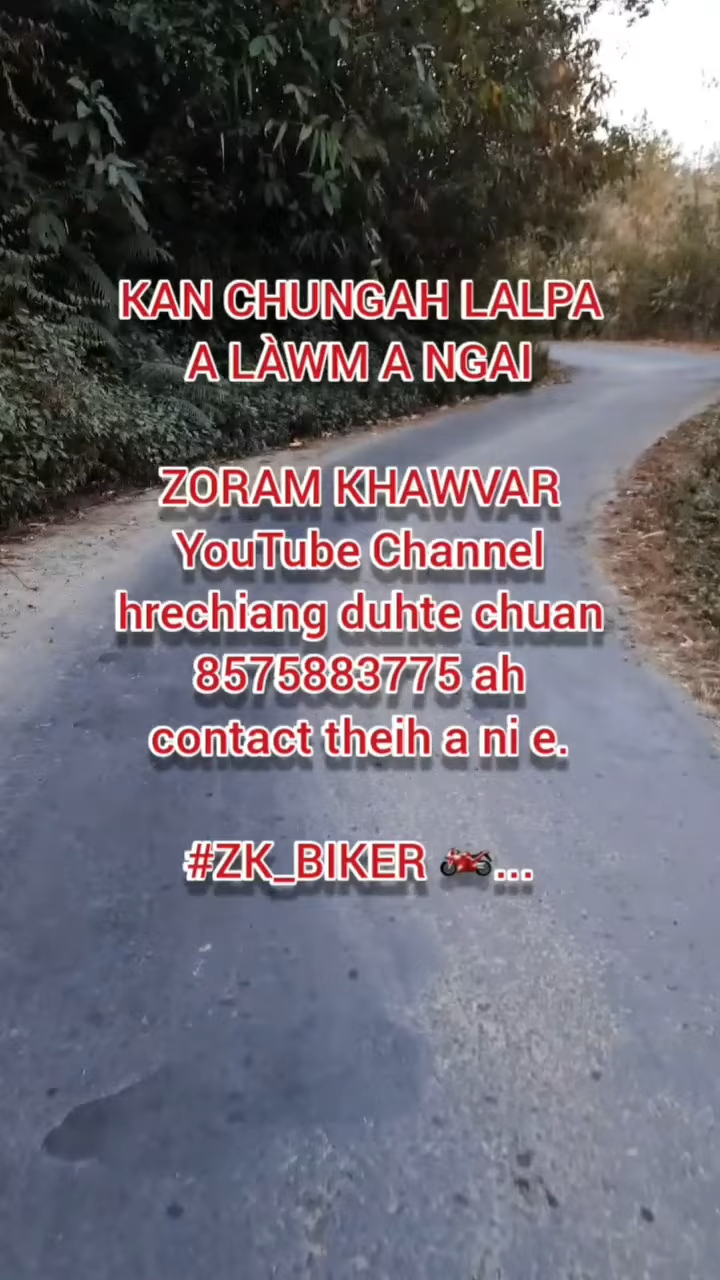 KAN CHUNGAH LALPA
A LÀWM A NGAI
ZORAM KHAWVAR
YouTube Channel
hrechiang duhte chuan
8575883775 ah
contact theih a ni e.
#ZK_BIKER 🏍️...